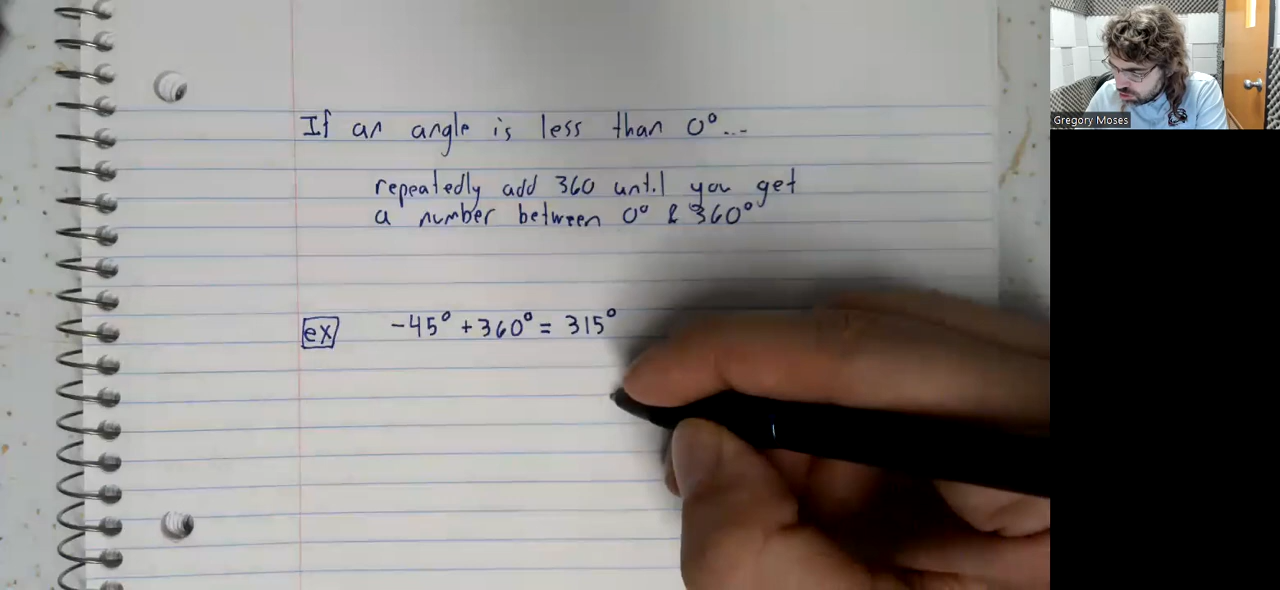 If an angle is less than 0°...
repeatedly add 360 until you get
a number between 0° & 360°
ex -45° + 360° = 315°
Gregory Moses